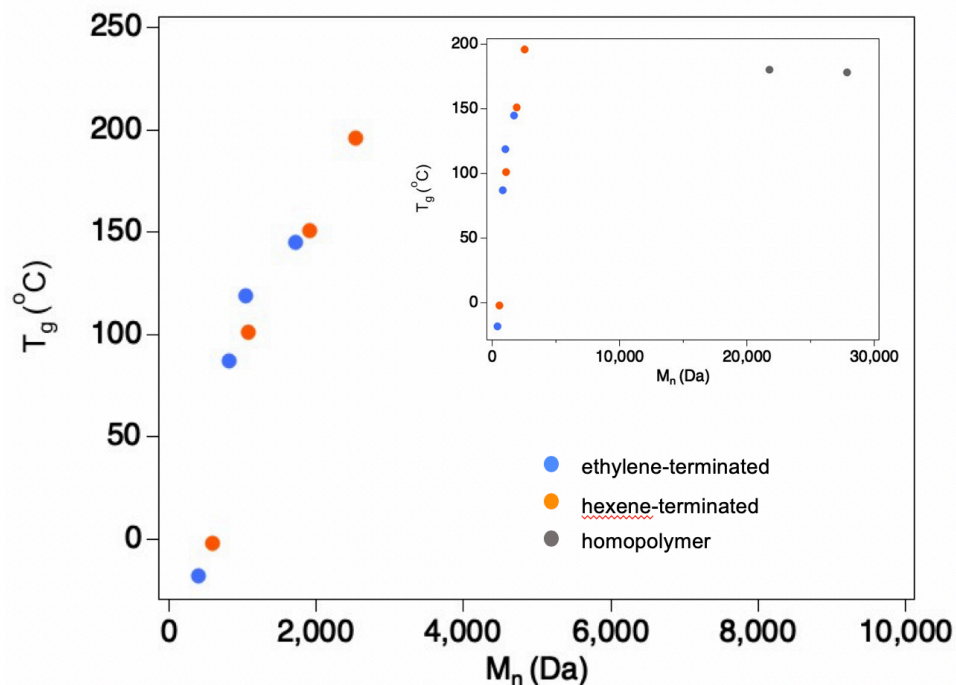 250
200
150
100
50
0
Tg (°C)
0 2,000 4,000 6,000 8,000 10,000
Mn (Da)
200
150
100
50
0
Tg (°C)
0 10,000 20,000 30,000
Mn (Da)
ethylene-terminated
hexene-terminated
homopolymer